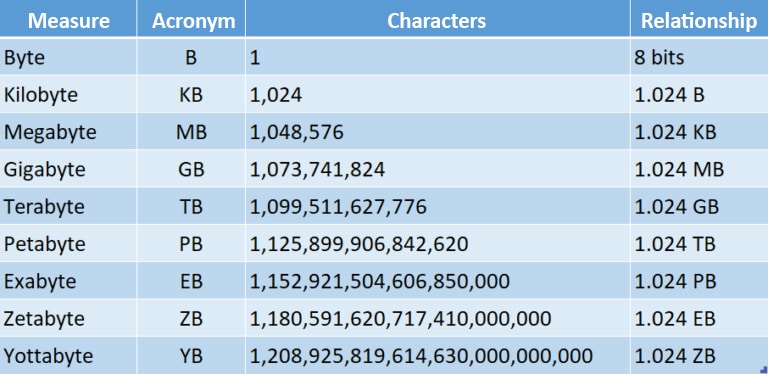 Measure Acronym Characters Relationship
Byte B 1 8 bits
Kilobyte KB 1,024 1.024 B
Megabyte MB 1,048,576 1.024 KB
Gigabyte GB 1,073,741,824 1.024 MB
Terabyte TB 1,099,511,627,776 1.024 GB
Petabyte PB 1,125,899,906,842,620 1.024 TB
Exabyte EB 1,152,921,504,606,850,000 1.024 PB
Zetabyte ZB 1,180,591,620,717,410,000,000 1.024 EB
Yottabyte YB 1,208,925,819,614,630,000,000,000 1.024 ZB